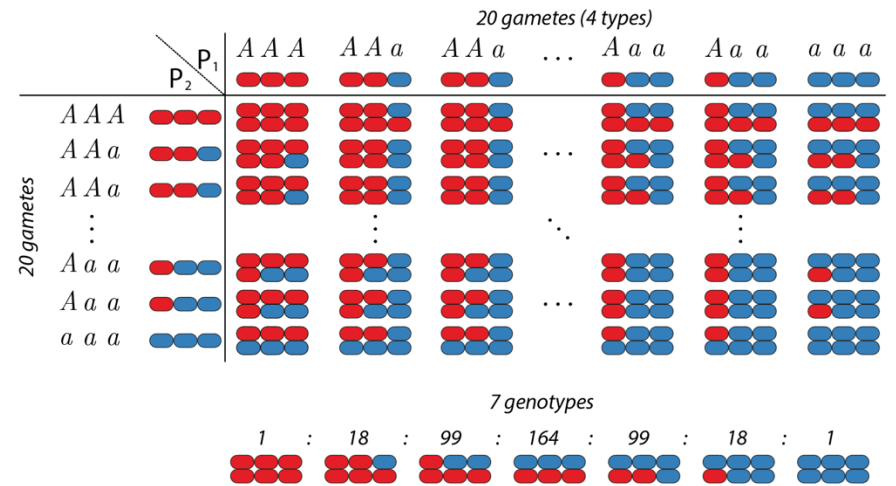 20 gametes (4 types)
P1 A A A A A a A A a ... A a a A a a a a a
P2
A A A
A A a ...
A A a
20 gametes
A a a
A a a ...
a a a
7 genotypes
1 : 18 : 99 : 164 : 99 : 18 : 1